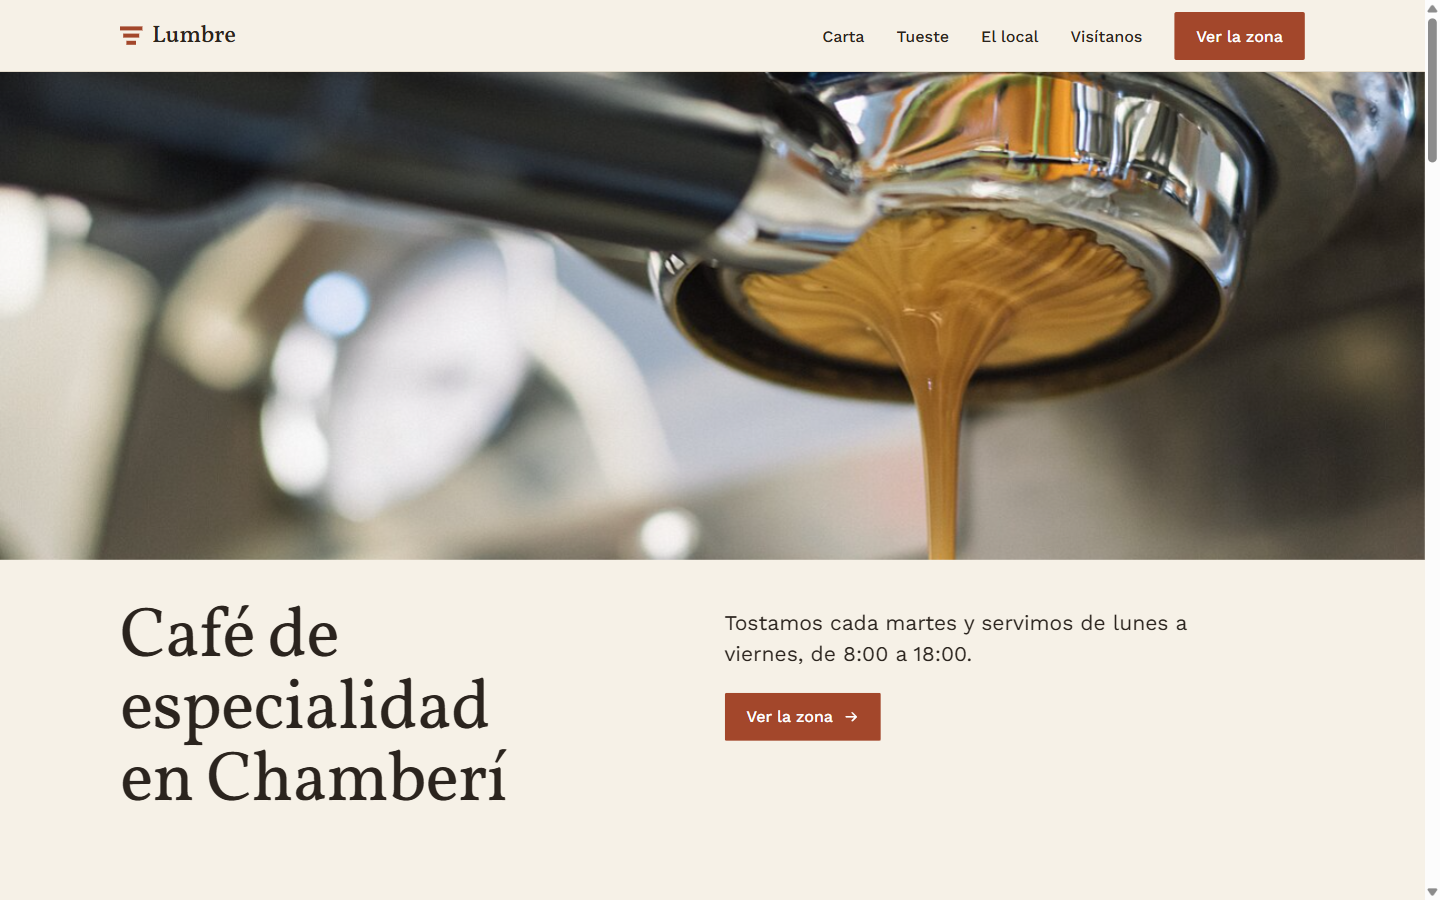 Lumbre
Carta
Tueste
El local
Visítanos
Ver la zona
Café de
especialidad
en Chamberí
Tostamos cada martes y servimos de lunes a
viernes, de 8:00 a 18:00.
Ver la zona →